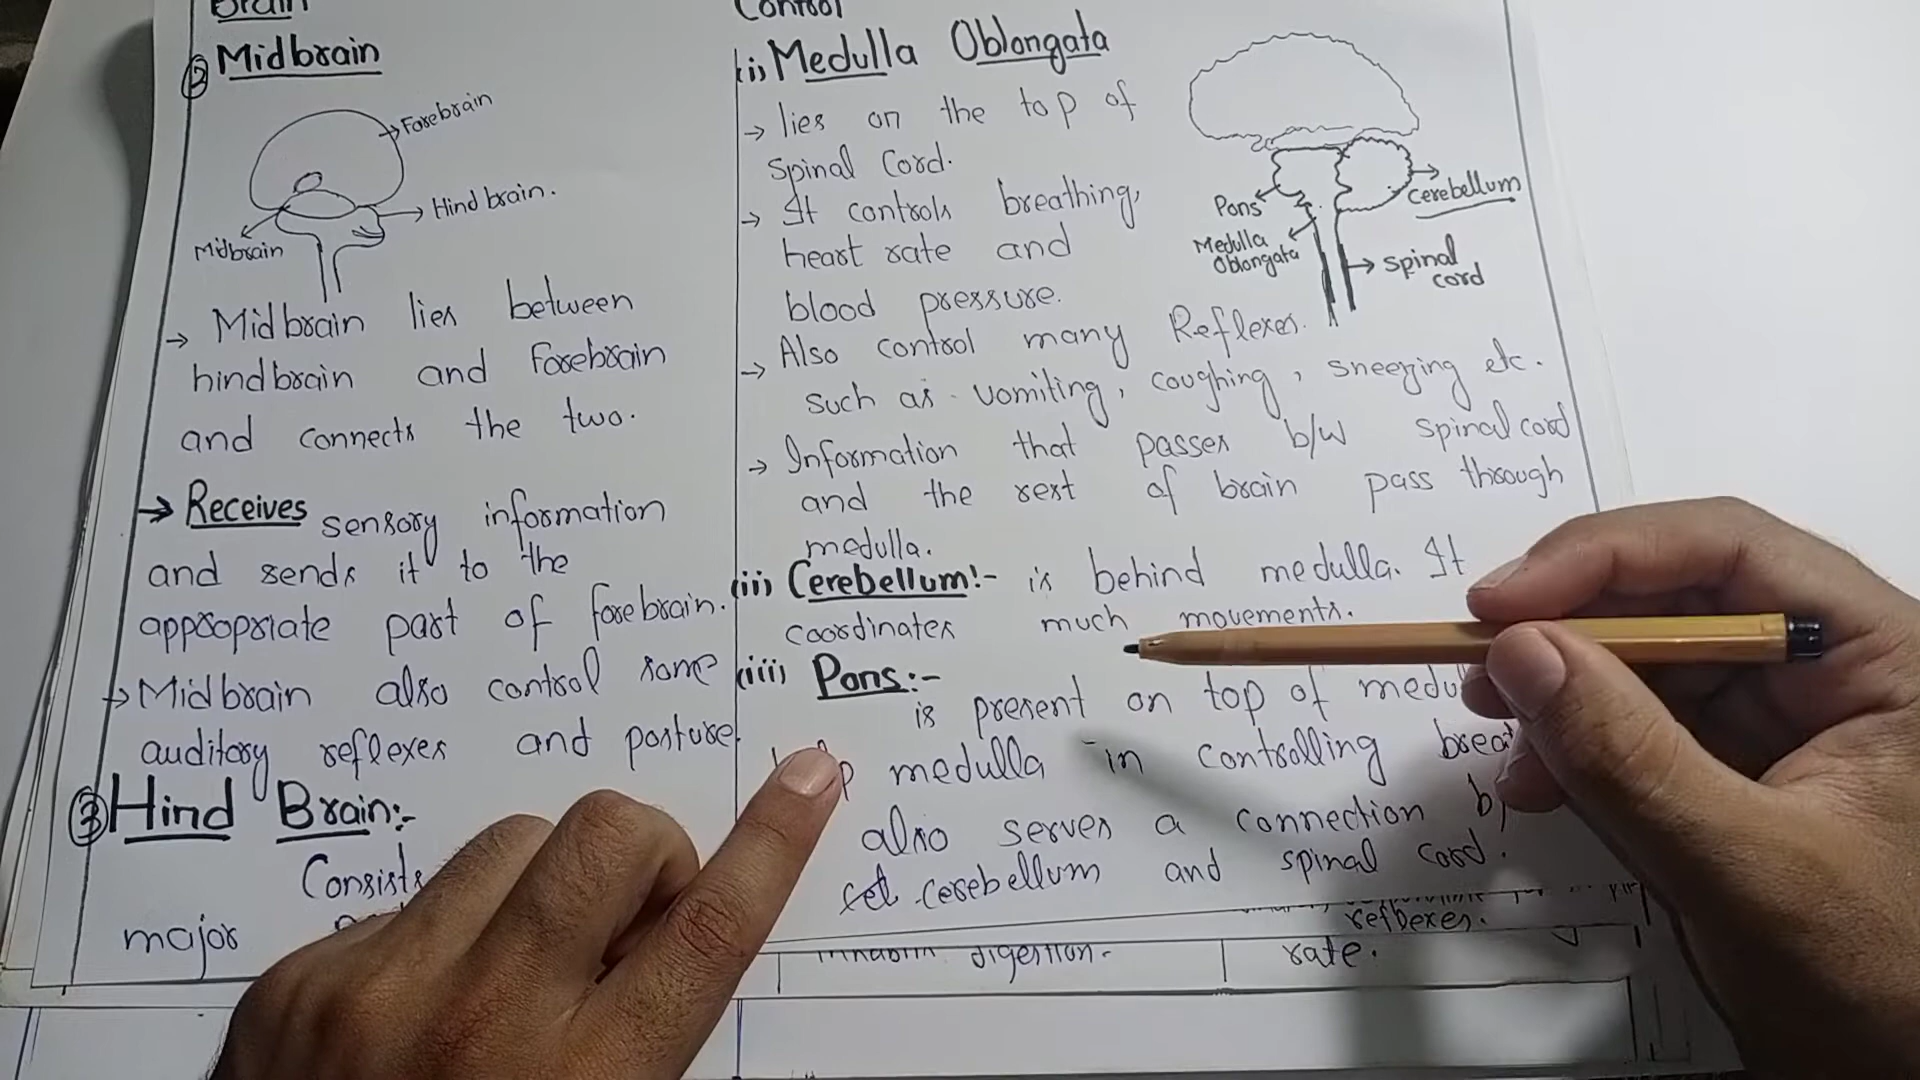 Brain
② Midbrain
Forebrain
Hindbrain.
Midbrain
→ Midbrain lies between
hindbrain and Forebrain
and connects the two.
→ Receives sensory information
and sends it to the
appropriate part of forebrain.
→ Midbrain also control some
auditory reflexes and posture.
③ Hind Brain:-
Consists
major
Control
(i) Medulla Oblongata
→ lies on the top of
spinal Cord.
→ It controls breathing,
heart rate and
blood pressure.
→ Also control many Reflexes.
such as vomiting, coughing, sneezing etc.
→ Information that passes b/w spinal cord
and the rest of brain pass through
medulla.
(ii) Cerebellum:- is behind medulla. It
coordinates much movements.
(iii) Pons:-
is present on top of
medulla in controlling
also serves a connection
cerebellum and spinal cord.
Pons
Cerebellum
Medulla
Oblongata
Spinal
cord
reflexes.
digestion.
rate.